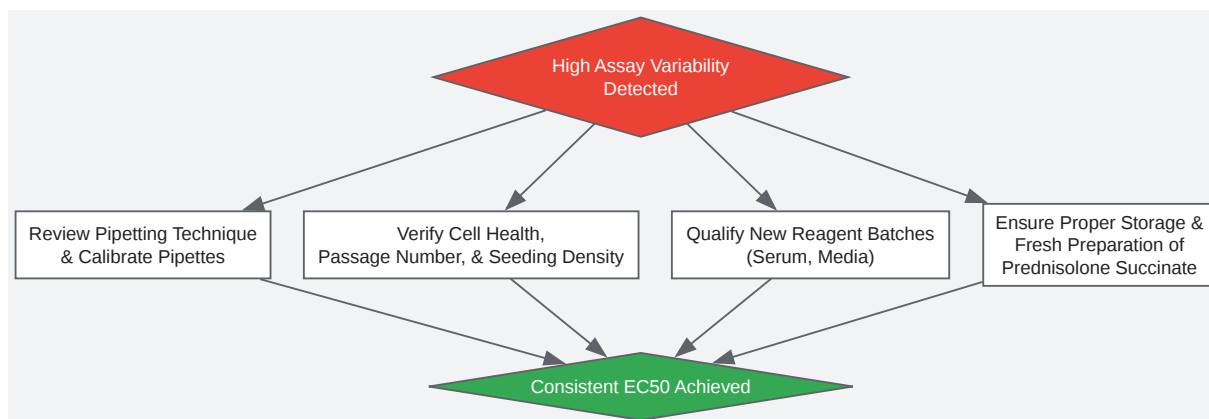 High Assay Variability
Detected
Review Pipetting Technique
& Calibrate Pipettes
Verify Cell Health,
Passage Number, & Seeding Density
Qualify New Reagent Batches
(Serum, Media)
Ensure Proper Storage &
Fresh Preparation of
Prednisolone Succinate
Consistent EC50 Achieved